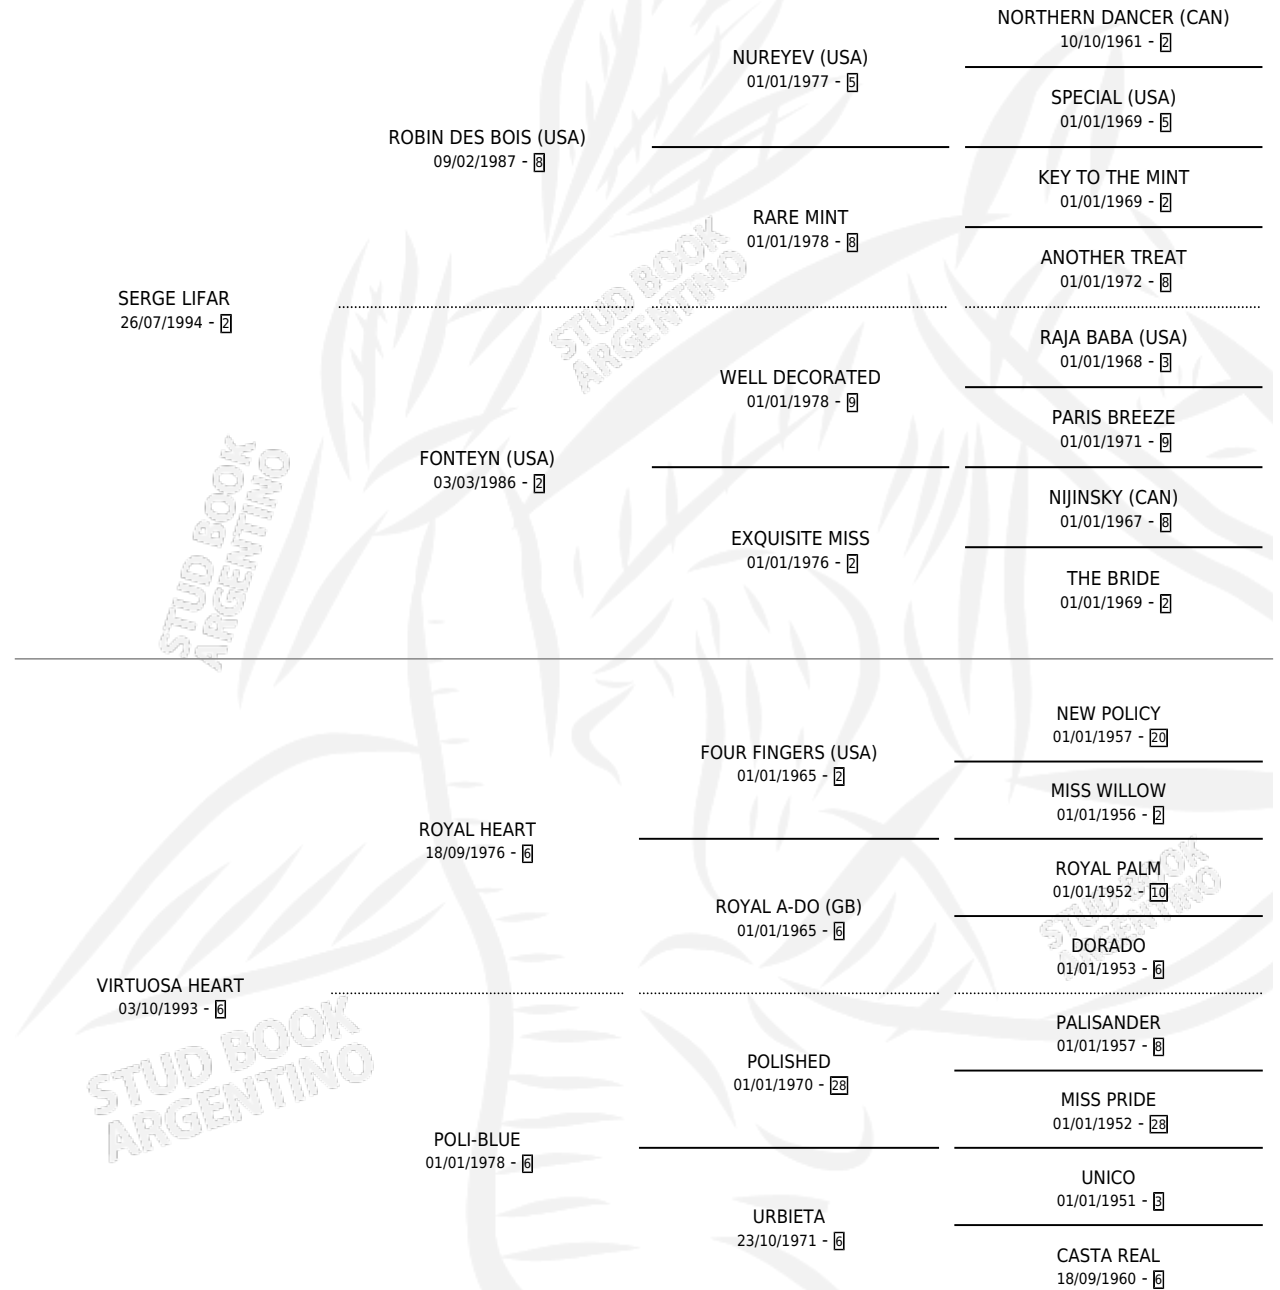 NORTHERN DANCER (CAN)
10/10/1961 - 2
NUREYEV (USA)
01/01/1977 - 5
SPECIAL (USA)
01/01/1969 - 5
ROBIN DES BOIS (USA)
09/02/1987 - 8
KEY TO THE MINT
01/01/1969 - 2
RARE MINT
01/01/1978 - 8
ANOTHER TREAT
01/01/1972 - 8
SERGE LIFAR
26/07/1994 - 2
STUD BOOK
ARGENTINO
RAJA BABA (USA)
01/01/1968 - 3
WELL DECORATED
01/01/1978 - 9
PARIS BREEZE
01/01/1971 - 9
FONTEYN (USA)
03/03/1986 - 2
NIJINSKY (CAN)
01/01/1967 - 8
EXQUISITE MISS
01/01/1976 - 2
THE BRIDE
01/01/1969 - 2
STUD BOOK
ARGENTINO
NEW POLICY
01/01/1957 - 20
FOUR FINGERS (USA)
01/01/1965 - 2
MISS WILLOW
01/01/1956 - 2
ROYAL HEART
18/09/1976 - 6
ROYAL PALM
01/01/1952 - 10
ROYAL A-DO (GB)
01/01/1965 - 6
STUD BOOK
ARGENTINO
DORADO
01/01/1953 - 6
VIRTUOSA HEART
03/10/1993 - 6
STUD BOOK
ARGENTINO
PALISANDER
01/01/1957 - 8
POLISHED
01/01/1970 - 28
MISS PRIDE
01/01/1952 - 28
POLI-BLUE
01/01/1978 - 6
UNICO
01/01/1951 - 3
URBIETA
23/10/1971 - 6
CASTA REAL
18/09/1960 - 6